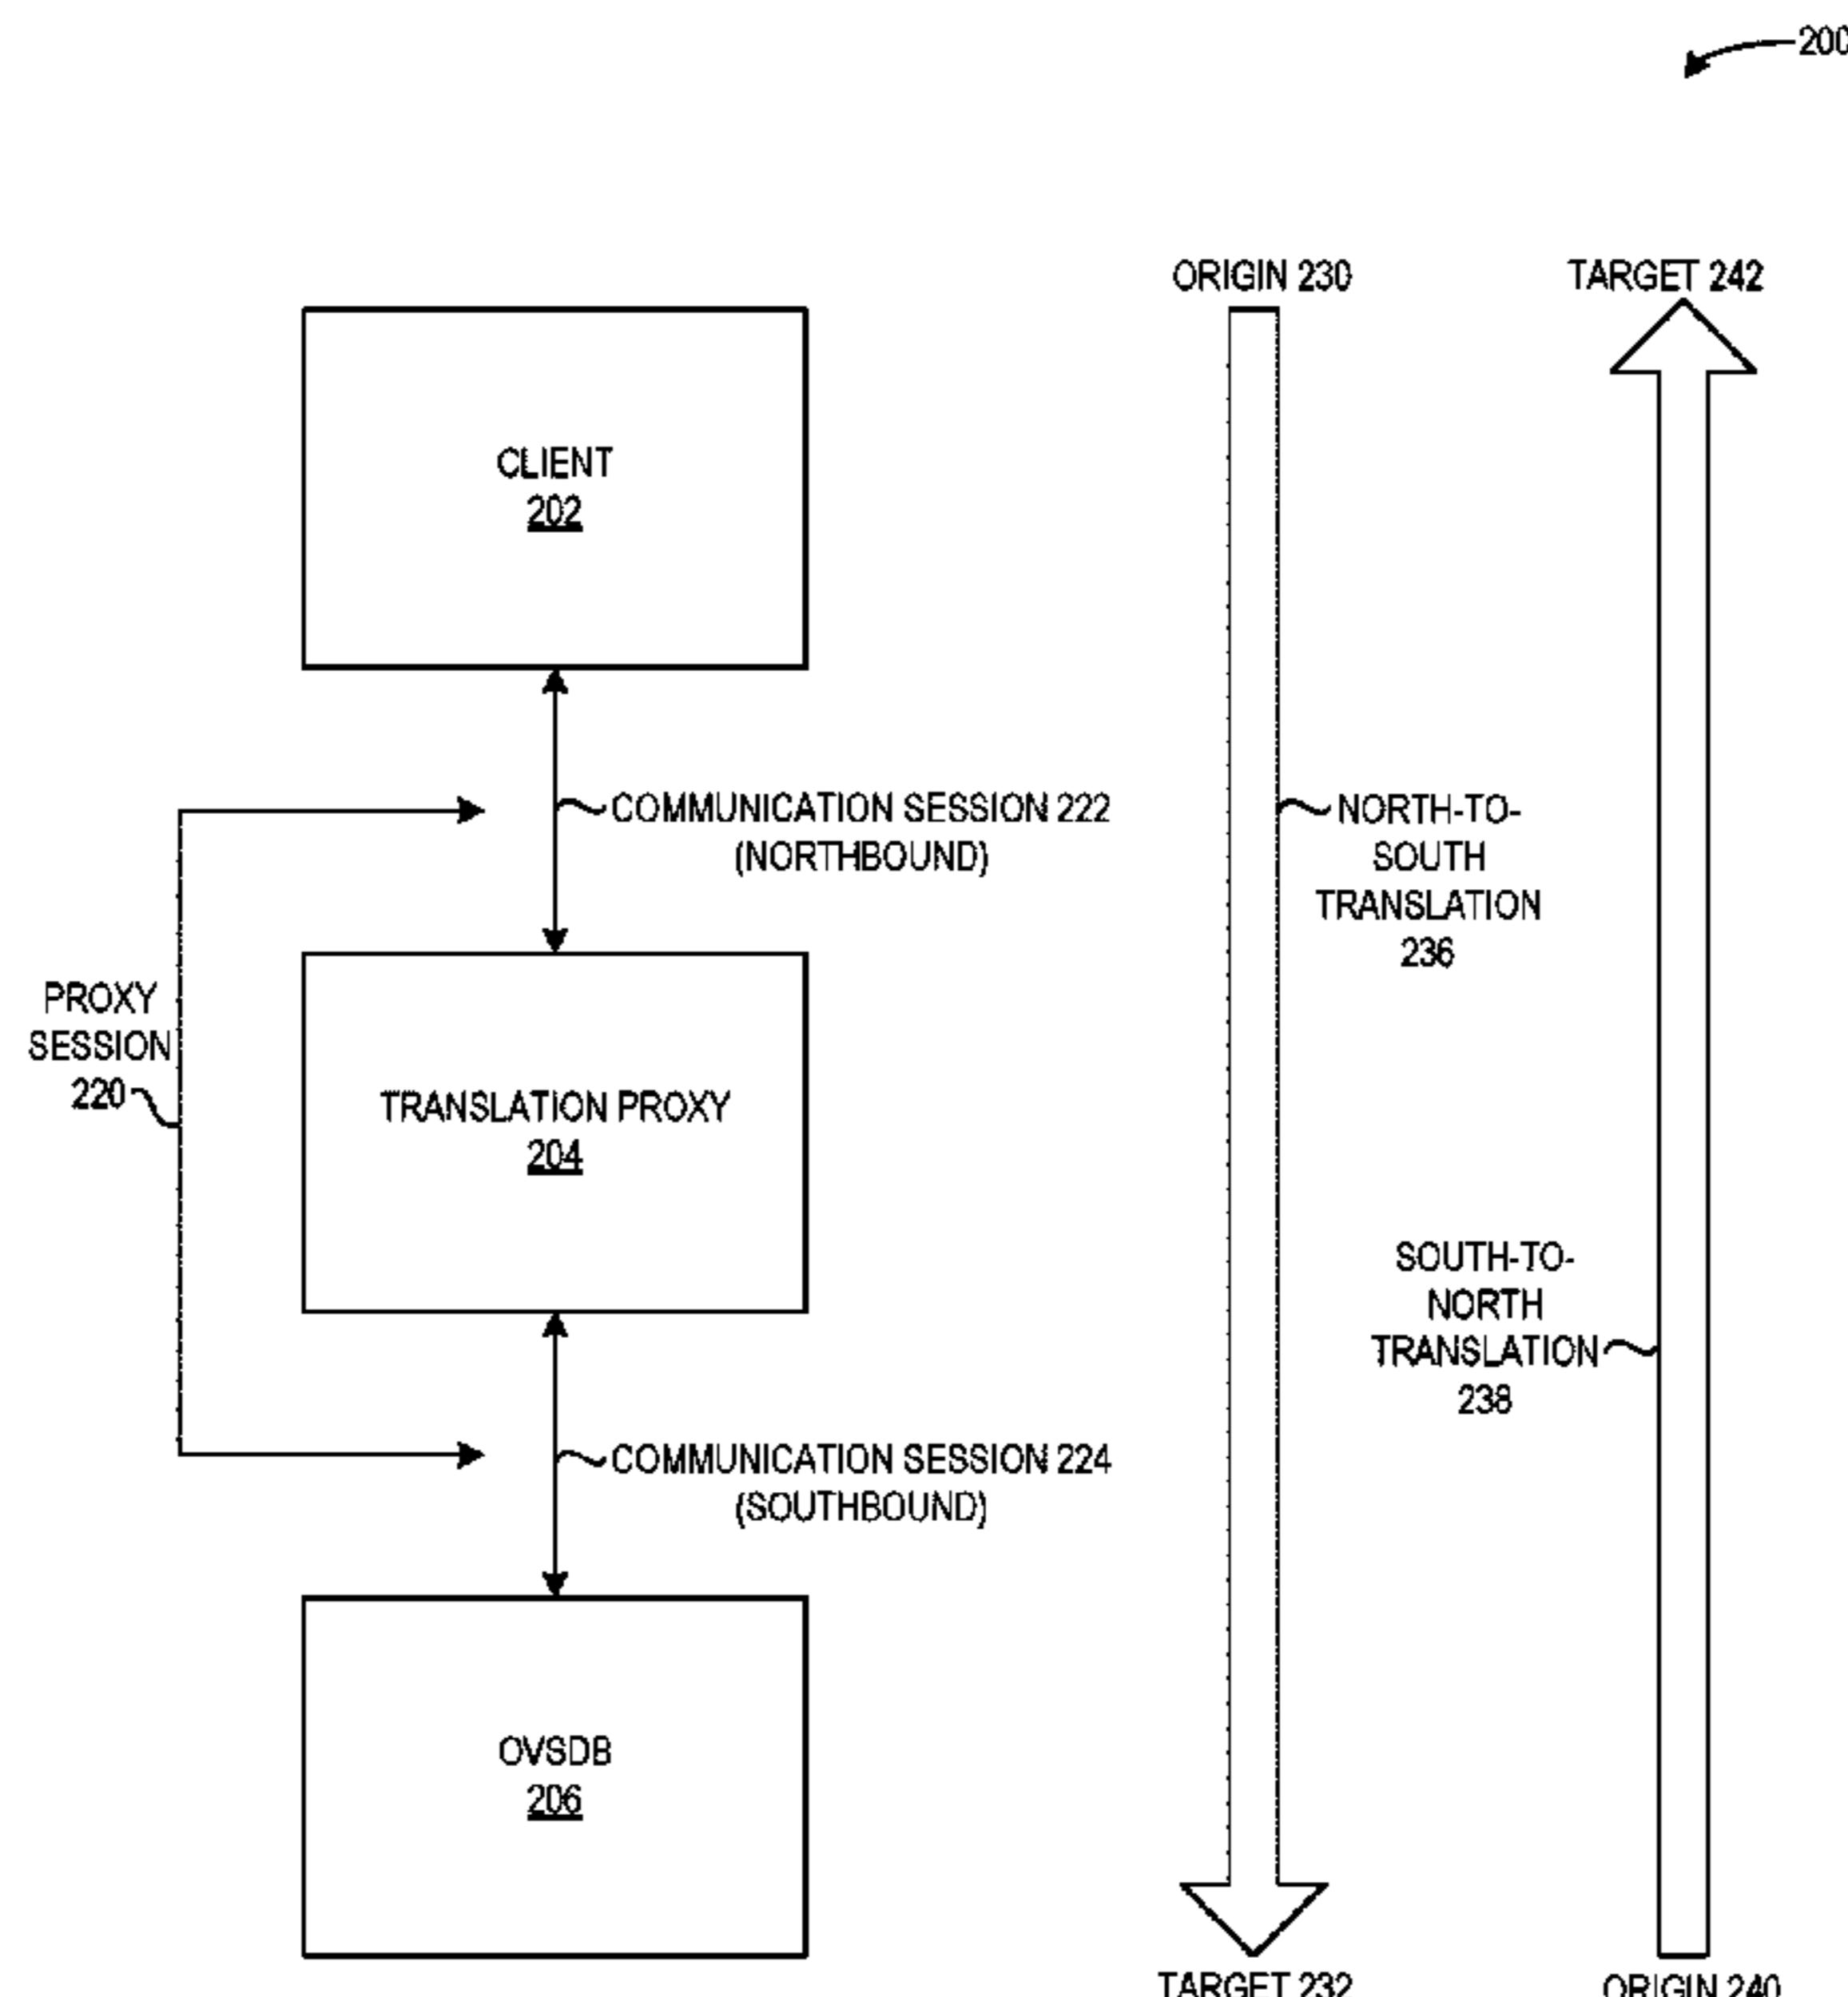 200
ORIGIN 230
TARGET 242
CLIENT
202
COMMUNICATION SESSION 222
(NORTHBOUND)
NORTH-TO-
SOUTH
TRANSLATION
236
PROXY
SESSION
220
TRANSLATION PROXY
204
SOUTH-TO-
NORTH
TRANSLATION
238
COMMUNICATION SESSION 224
(SOUTHBOUND)
OVSDB
206
TARGET 232
ORIGIN 240